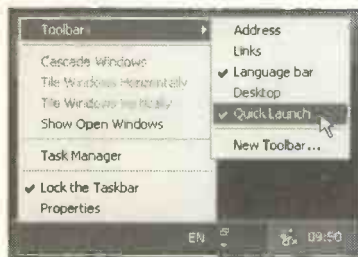 Toolbars
Cascade Windows
Tile Windows Horizontally
Tile Windows Vertically
Show Open Windows
Task Manager
Lock the Taskbar
Properties
Address
Links
Language bar
Desktop
Quick Launch
New Toolbar...
EN
09:50